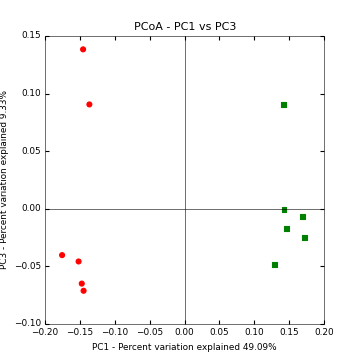 PCoA - PC1 vs PC3
0.15
0.10
0.05
0.00
−0.05
−0.10
PC3 - Percent variation explained 9.33%
−0.20 −0.15 −0.10 −0.05 0.00 0.05 0.10 0.15 0.20
PC1 - Percent variation explained 49.09%